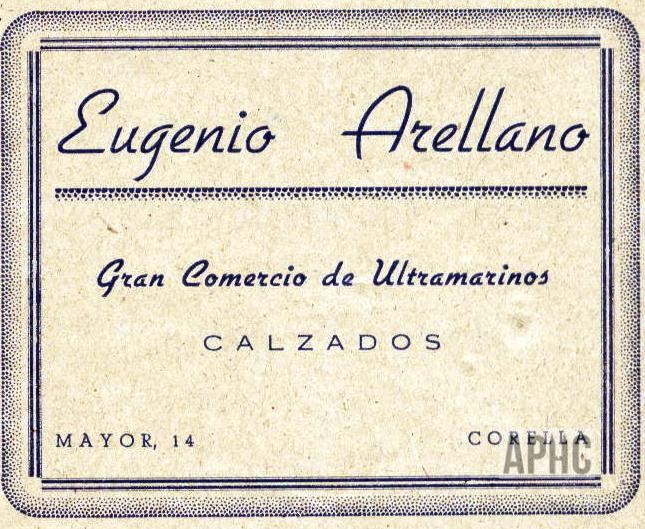 Eugenio Arellano
Gran Comercio de Ultramarinos
CALZADOS
MAYOR, 14
CORELLA
APHC